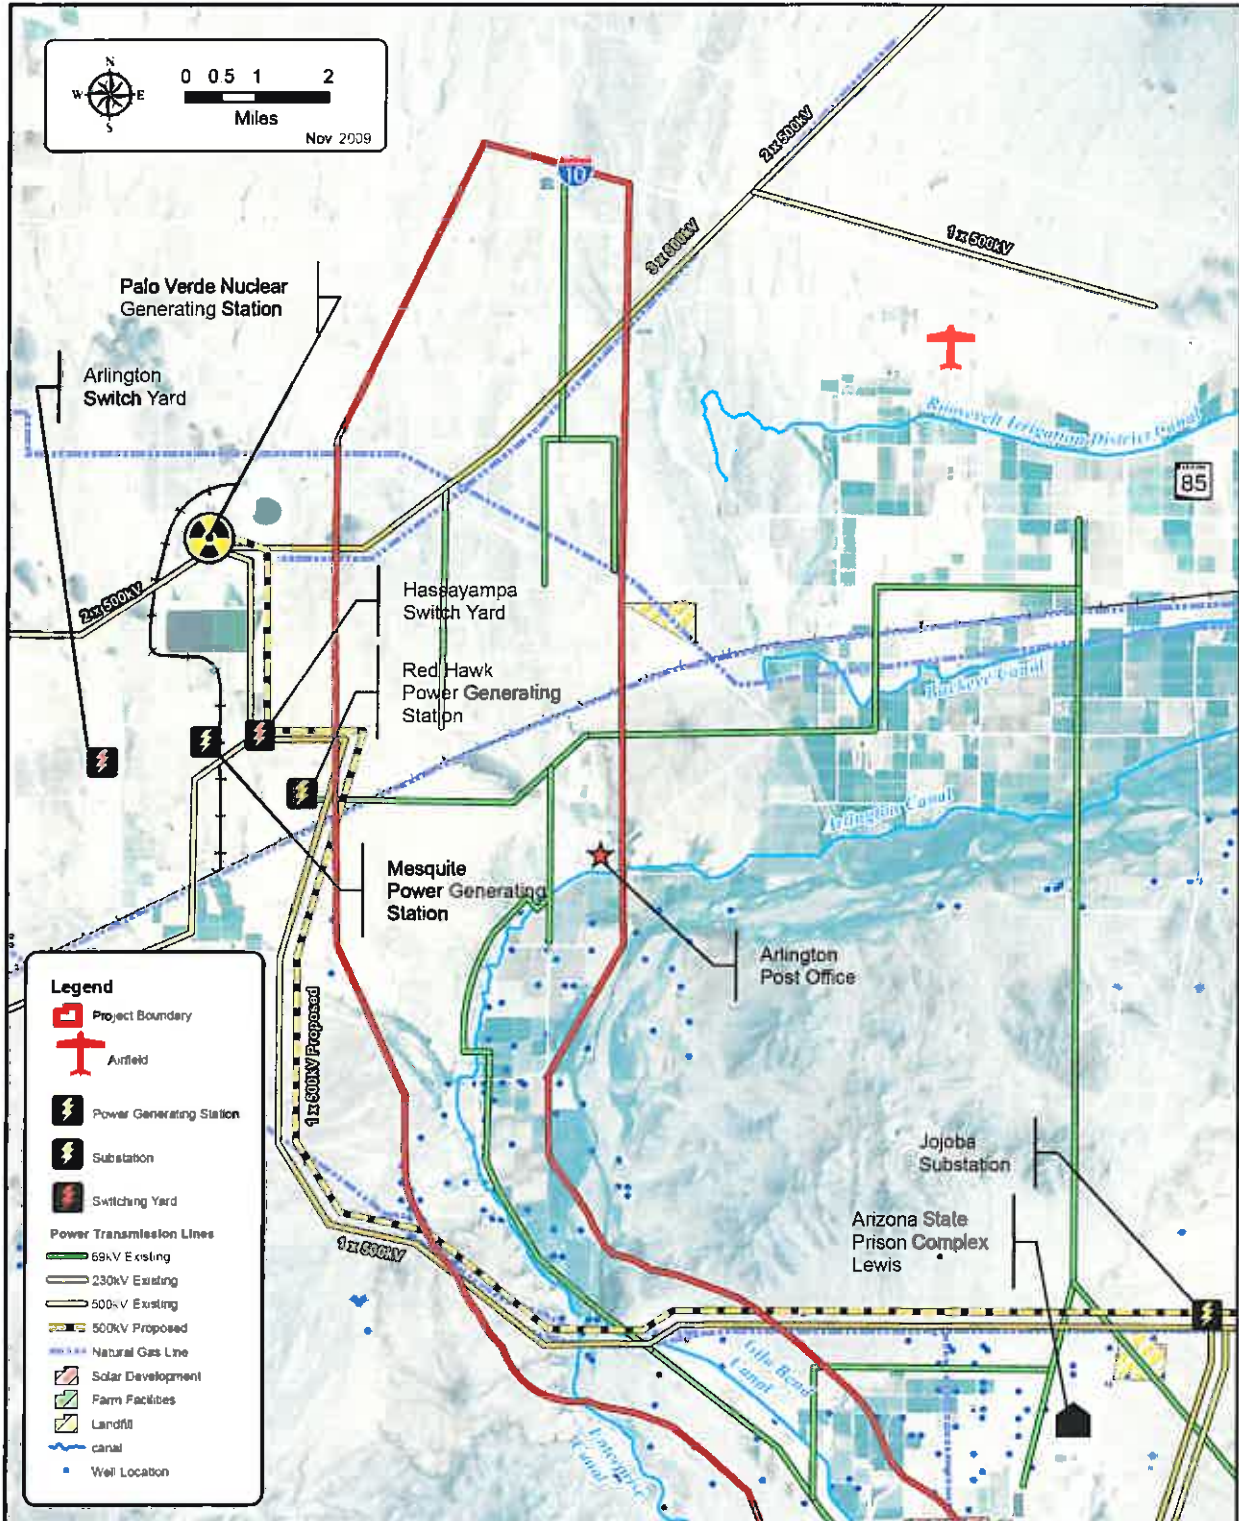 N
W E
S
0 0.5 1 2
Miles
Nov 2009
10
2 x 500kV
3 x 500kV
1 x 500kV
Palo Verde Nuclear
Generating Station
Arlington
Switch Yard
Roosevelt Irrigation District Canal
85
2 x 500kV
Hassayampa
Switch Yard
Red Hawk
Power Generating
Station
Buckeye Canal
Arlington Canal
Mesquite
Power Generating
Station
Arlington
Post Office
1 x 500kV Proposed
1 x 500kV
Jojoba
Substation
Arizona State
Prison Complex
Lewis
Gila Bend
Canal
Enterprise
Canal
Legend
Project Boundary
Airfield
Power Generating Station
Substation
Switching Yard
Power Transmission Lines
69kV Existing
230kV Existing
500kV Existing
500kV Proposed
Natural Gas Line
Solar Development
Farm Facilities
Landfill
canal
Well Location